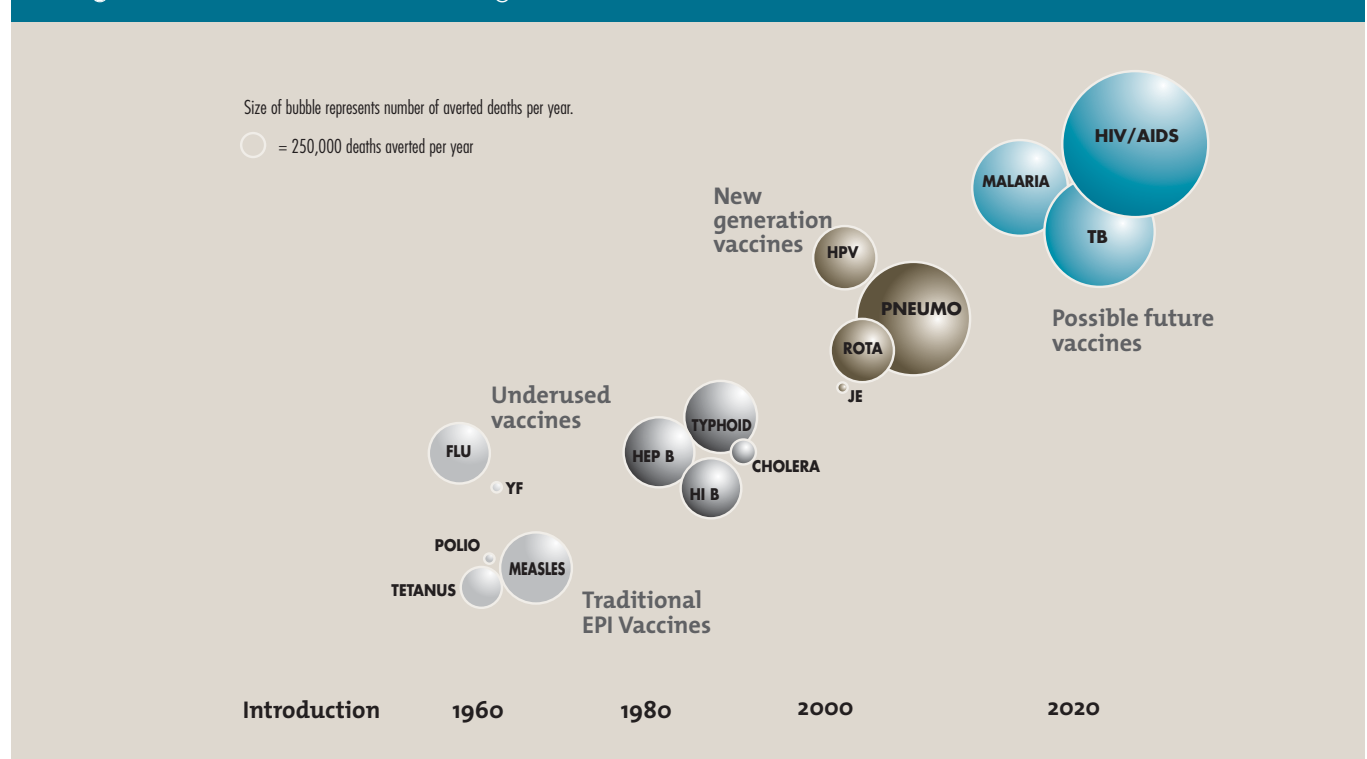 Size of bubble represents number of averted deaths per year.
= 250,000 deaths averted per year
HIV/AIDS
MALARIA
TB
New
generation
vaccines
HPV
PNEUMO
ROTA
JE
Possible future
vaccines
Underused
vaccines
FLU
YF
TYPHOID
HEP B
CHOLERA
HI B
POLIO
MEASLES
TETANUS
Traditional
EPI Vaccines
Introduction 1960 1980 2000 2020